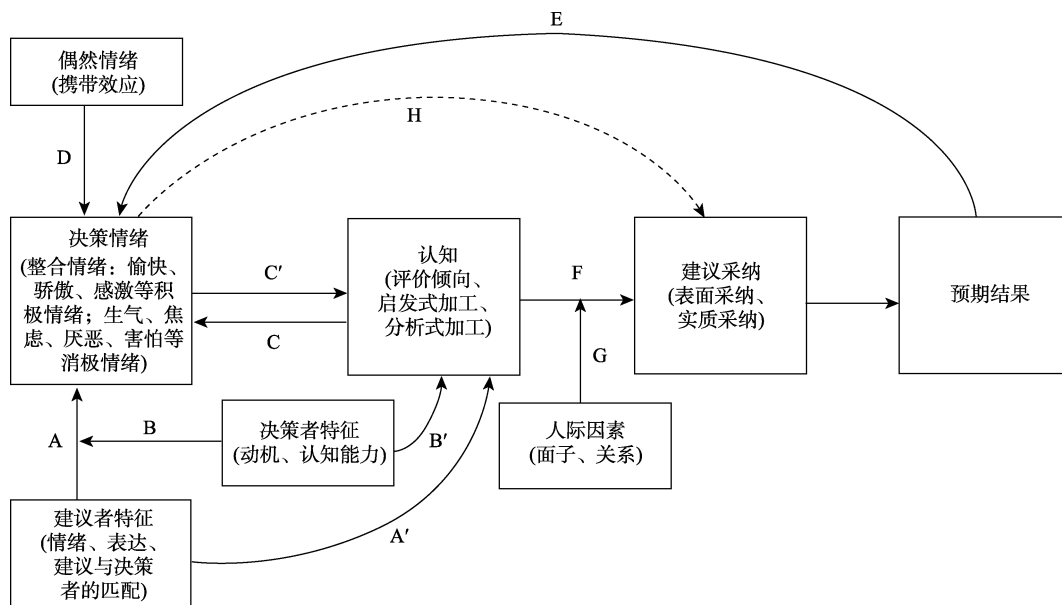 E
偶然情绪
(携带效应)
H
D
决策情绪
(整合情绪：愉快、
骄傲、感激等积
极情绪；生气、焦
虑、厌恶、害怕等
消极情绪)
C′
C
认知
(评价倾向、
启发式加工、
分析式加工)
F
G
建议采纳
(表面采纳、
实质采纳)
预期结果
A
B
决策者特征
(动机、认知能力)
B′
人际因素
(面子、关系)
建议者特征
(情绪、表达、
建议与决策
者的匹配)
A′